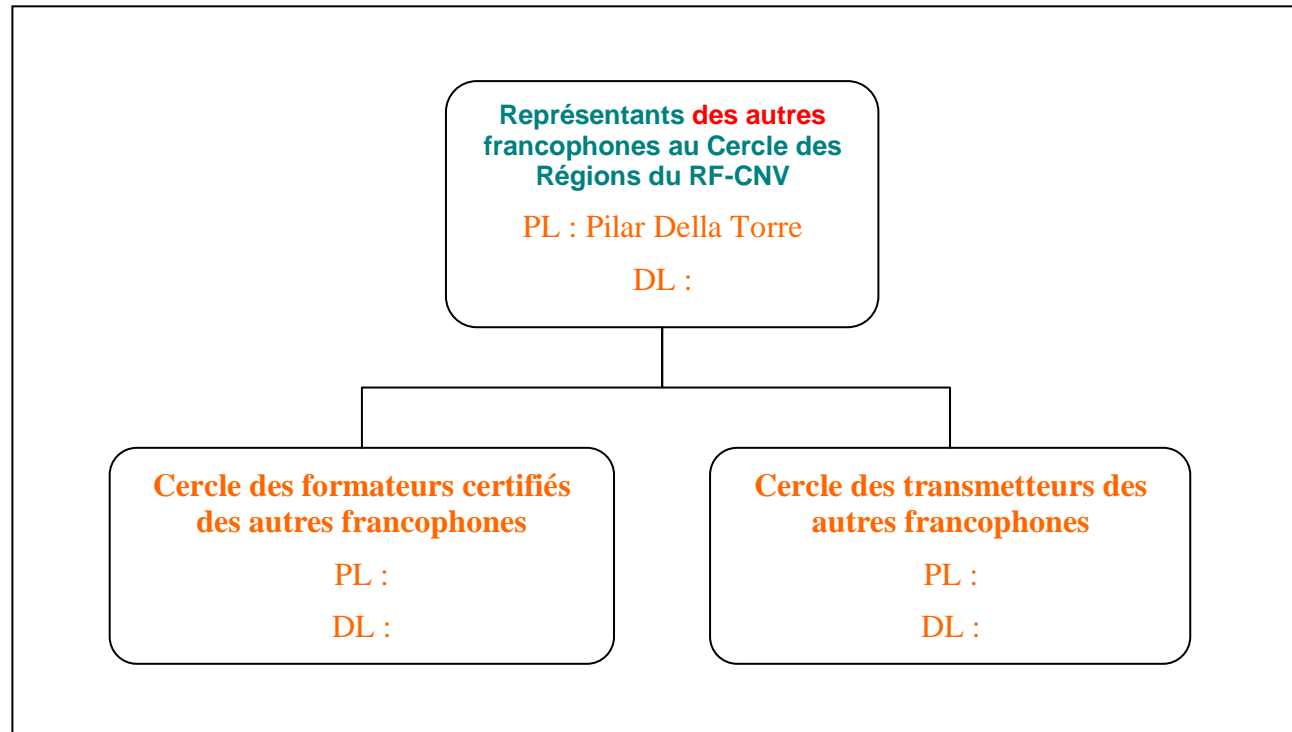 Représentants des autres
francophones au Cercle des
Régions du RF-CNV
PL : Pilar Della Torre
DL :
Cercle des formateurs certifiés
des autres francophones
PL :
DL :
Cercle des transmetteurs des
autres francophones
PL :
DL :